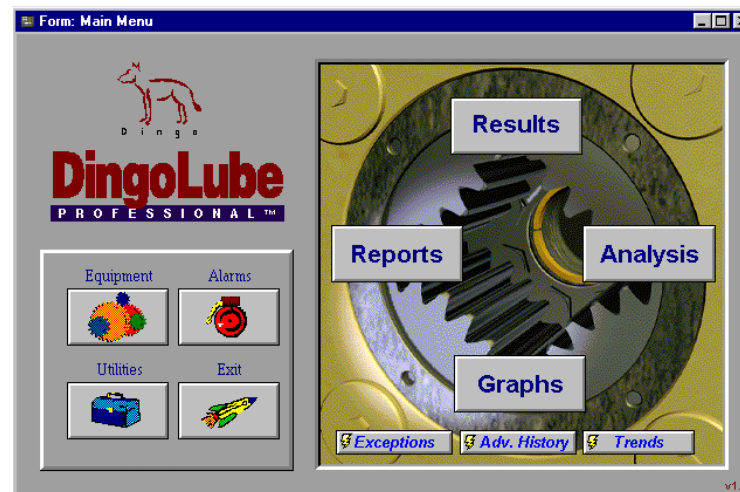 Form: Main Menu
Dingo
DingoLube
PROFESSIONAL™
Equipment
Alarms
Utilities
Exit
Results
Reports
Analysis
Graphs
Exceptions
Adv. History
Trends